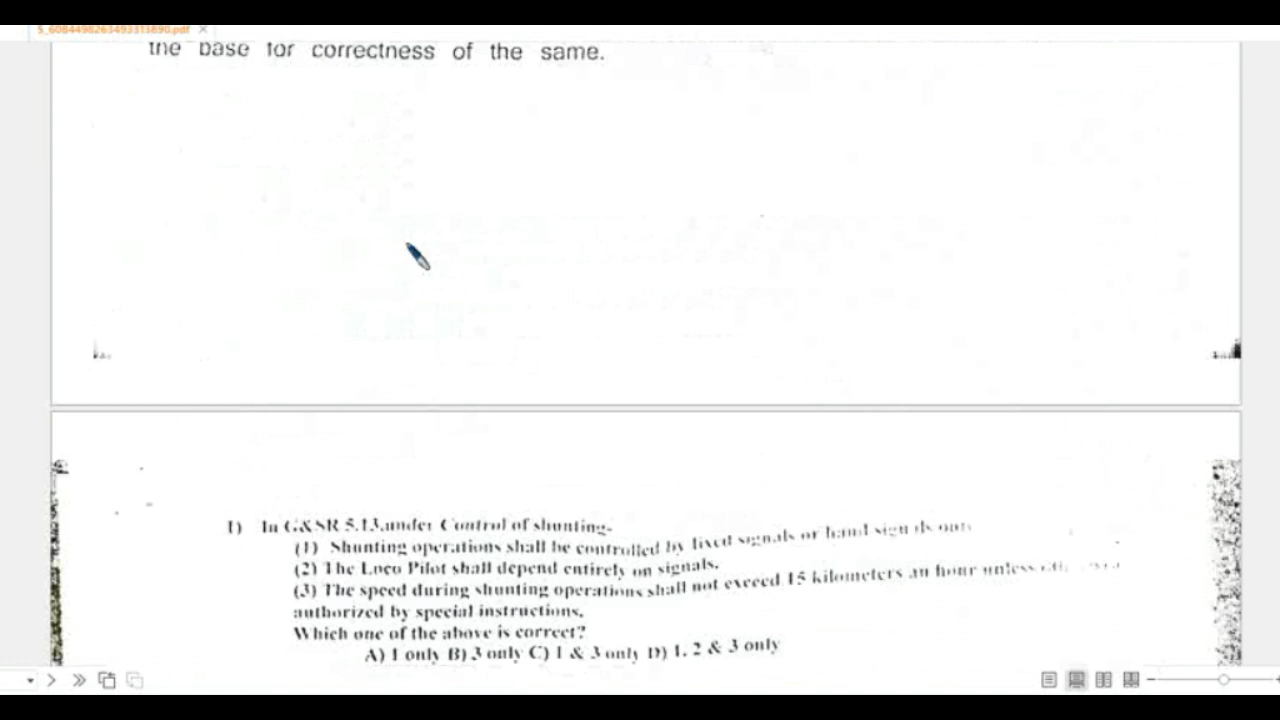 5_6084498263493313890.pdf
the base for correctness of the same.
1) In G&SR 5.13,under Control of shunting-
(1) Shunting operations shall be controlled by fixed signals or hand signals
(2) The Loco Pilot shall depend entirely on signals.
(3) The speed during shunting operations shall not exceed 15 kilometers an hour unless
authorized by special instructions.
Which one of the above is correct?
A) 1 only B) 3 only C) 1 & 3 only D) 1, 2 & 3 only